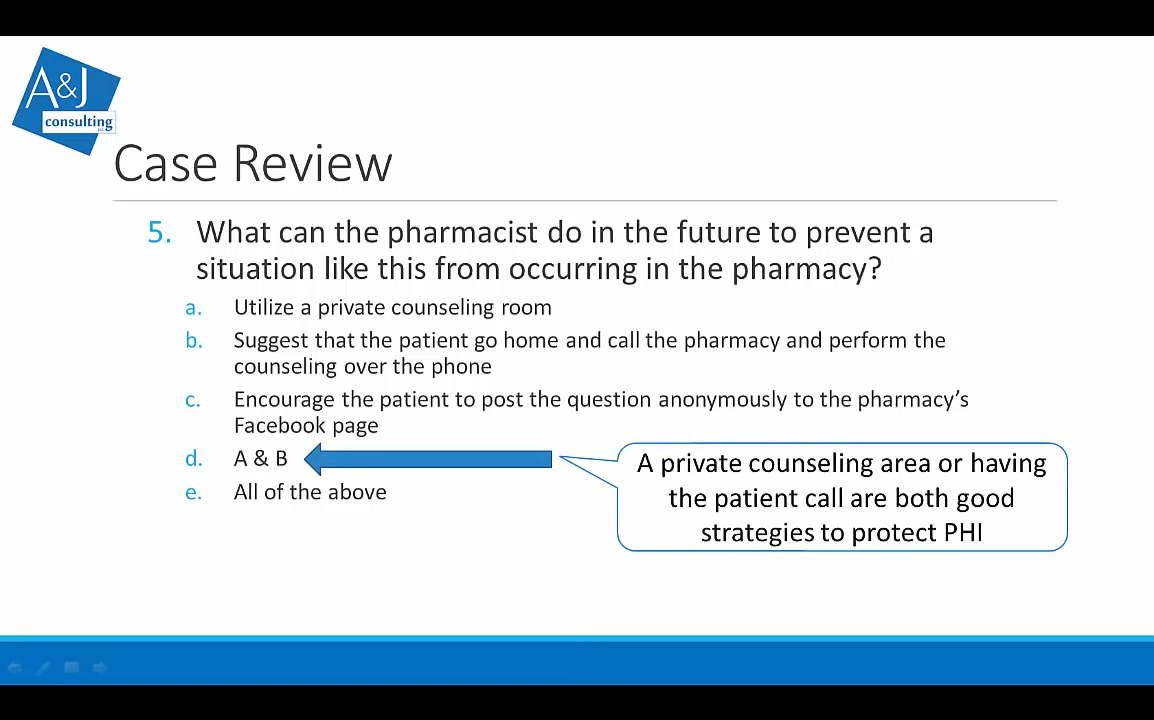 A&J
consulting
Case Review
5. What can the pharmacist do in the future to prevent a
situation like this from occurring in the pharmacy?
a. Utilize a private counseling room
b. Suggest that the patient go home and call the pharmacy and perform the
counseling over the phone
c. Encourage the patient to post the question anonymously to the pharmacy's
Facebook page
d. A & B
e. All of the above
A private counseling area or having
the patient call are both good
strategies to protect PHI